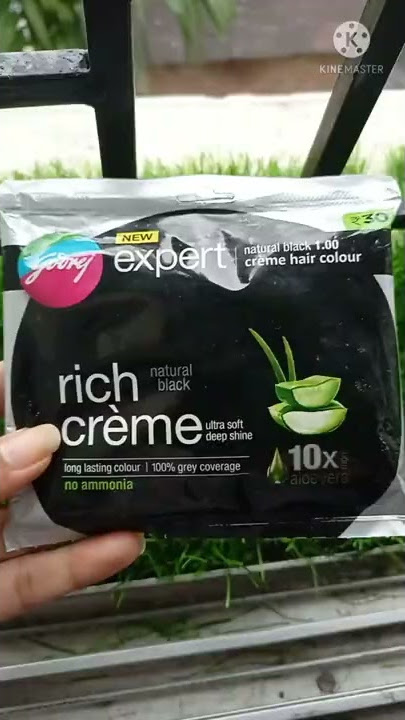 KINEMASTER
₹30
Godrej
NEW
expert
natural black 1.00
crème hair colour
rich
crème
natural
black
ultra soft
deep shine
long lasting colour | 100% grey coverage
no ammonia
10x
aloe vera